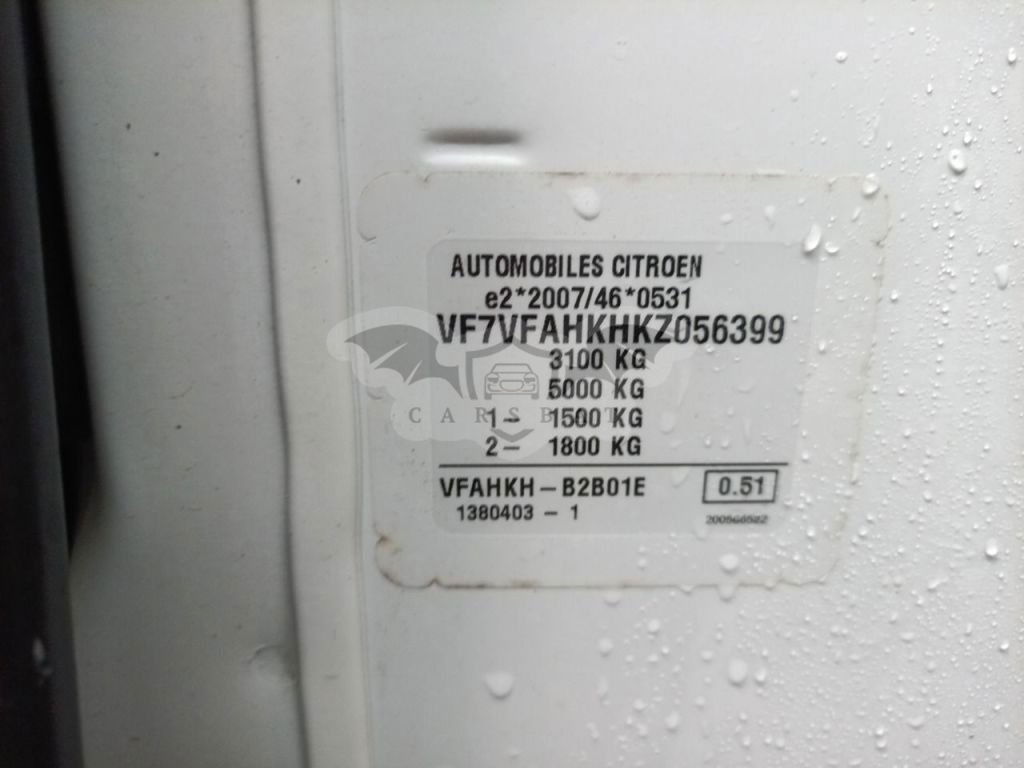 AUTOMOBILES CITROEN
e2*2007/46*0531
VF7VFAHKHKZ056399
3100 KG
5000 KG
1– 1500 KG
2– 1800 KG
VFAHKH – B2B01E 0.51
1380403 – 1